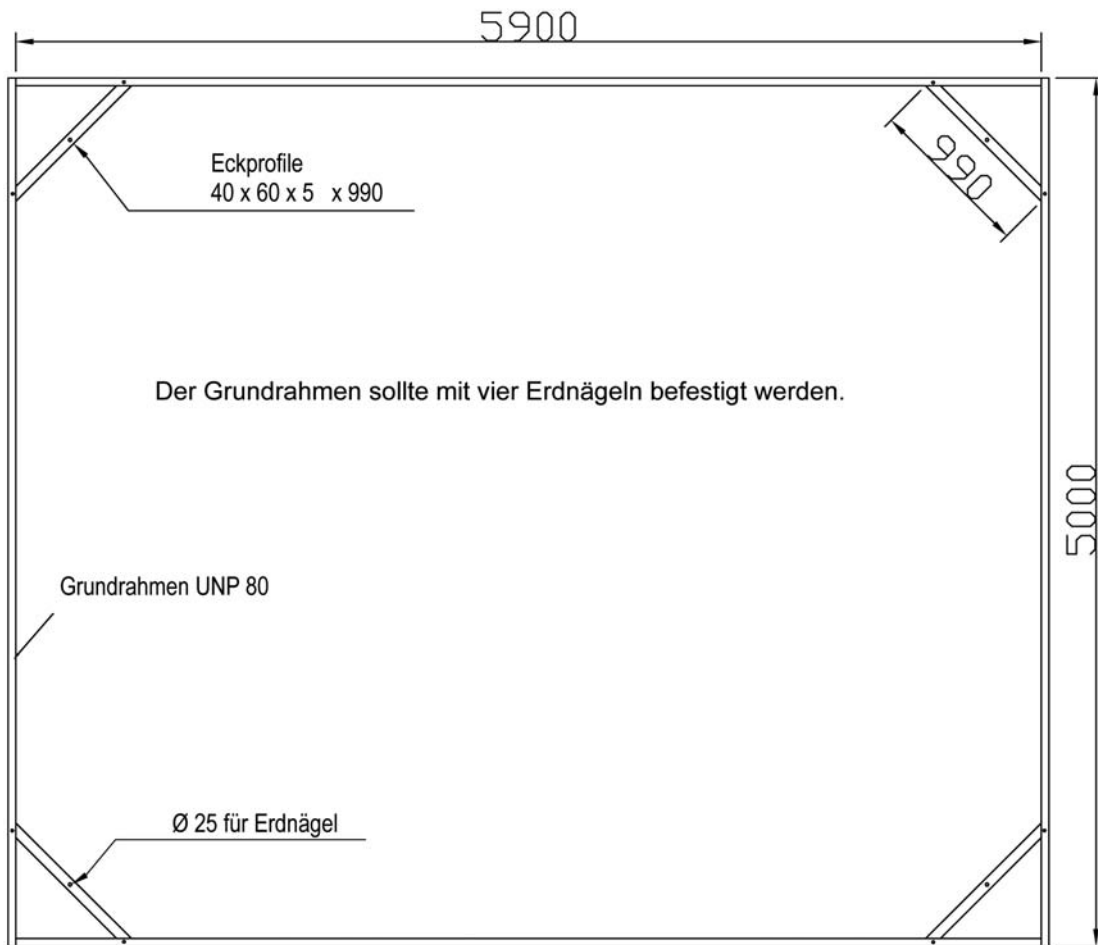 5900
Eckprofile
40 x 60 x 5 x 990
990
Der Grundrahmen sollte mit vier Erdnägeln befestigt werden.
5000
Grundrahmen UNP 80
Ø 25 für Erdnägel